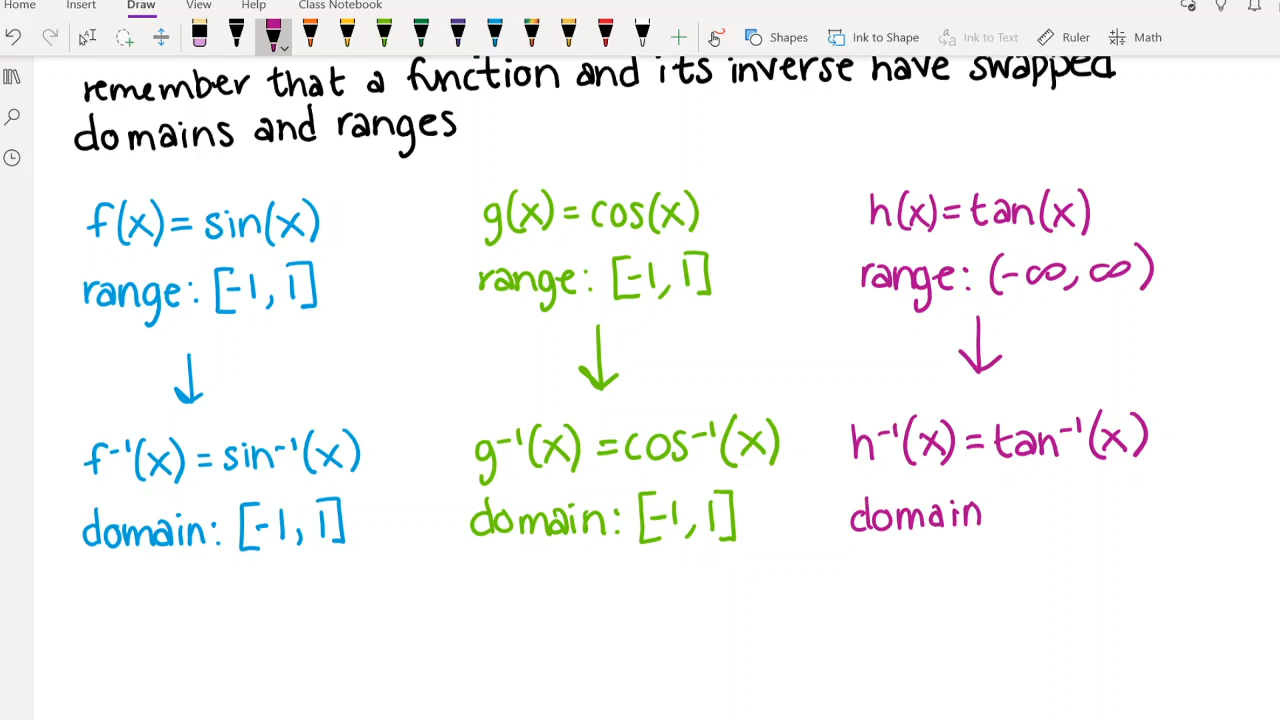 Home Insert Draw View Help Class Notebook
Shapes Ink to Shape Ink to Text Ruler Math
remember that a function and its inverse have swapped
domains and ranges
f(x) = sin(x) g(x) = cos(x) h(x) = tan(x)
range: [-1, 1] range: [-1, 1] range: (-∞, ∞)
↓ ↓ ↓
f⁻¹(x) = sin⁻¹(x) g⁻¹(x) = cos⁻¹(x) h⁻¹(x) = tan⁻¹(x)
domain: [-1, 1] domain: [-1, 1] domain